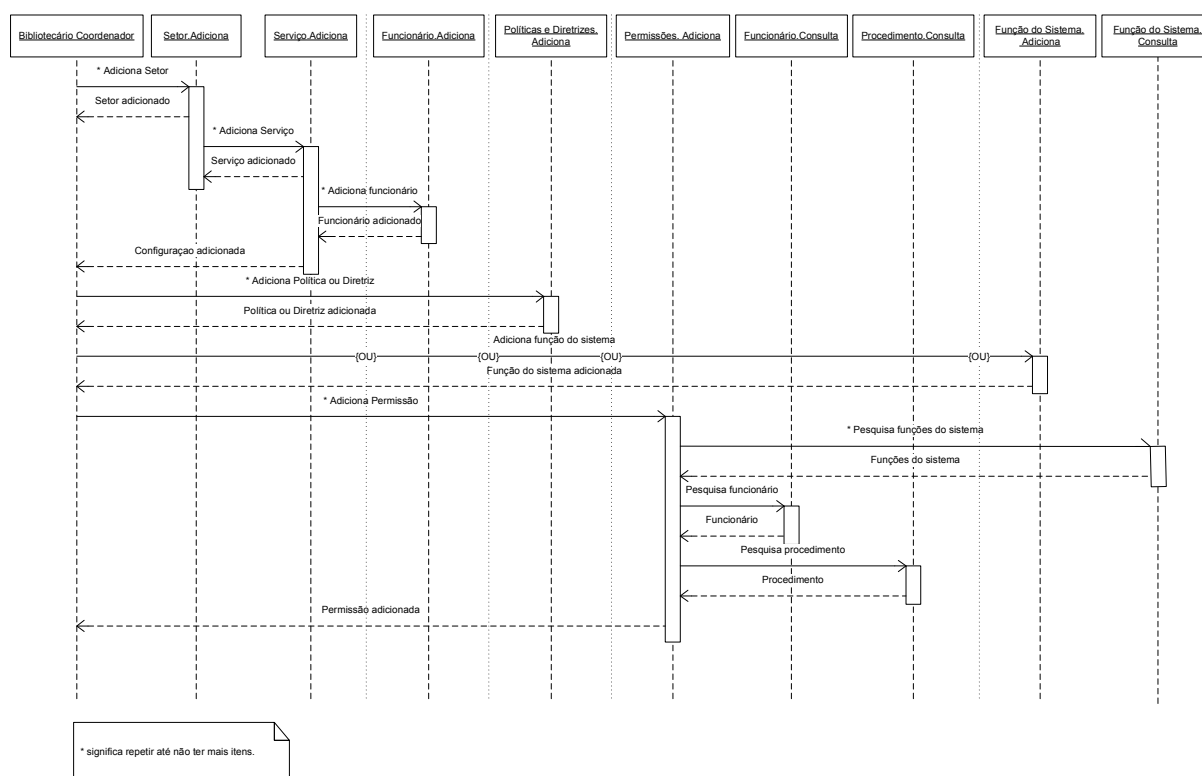 Bibliotecário.Coordenador
Setor.Adiciona
Serviço.Adiciona
Funcionário.Adiciona
Políticas e Diretrizes.
Adiciona
Permissões. Adiciona
Funcionário.Consulta
Procedimento.Consulta
Função do Sistema.
Adiciona
Função do Sistema.
Consulta
* Adiciona Setor
Setor adicionado
* Adiciona Serviço
Serviço adicionado
* Adiciona funcionário
Funcionário adicionado
Configuraçao adicionada
* Adiciona Política ou Diretriz
Política ou Diretriz adicionada
Adiciona função do sistema
{OU}
{OU}
{OU}
{OU}
Função do sistema adicionada
* Adiciona Permissão
* Pesquisa funções do sistema
Funções do sistema
Pesquisa funcionário
Funcionário
Pesquisa procedimento
Procedimento
Permissão adicionada
* significa repetir até não ter mais itens.